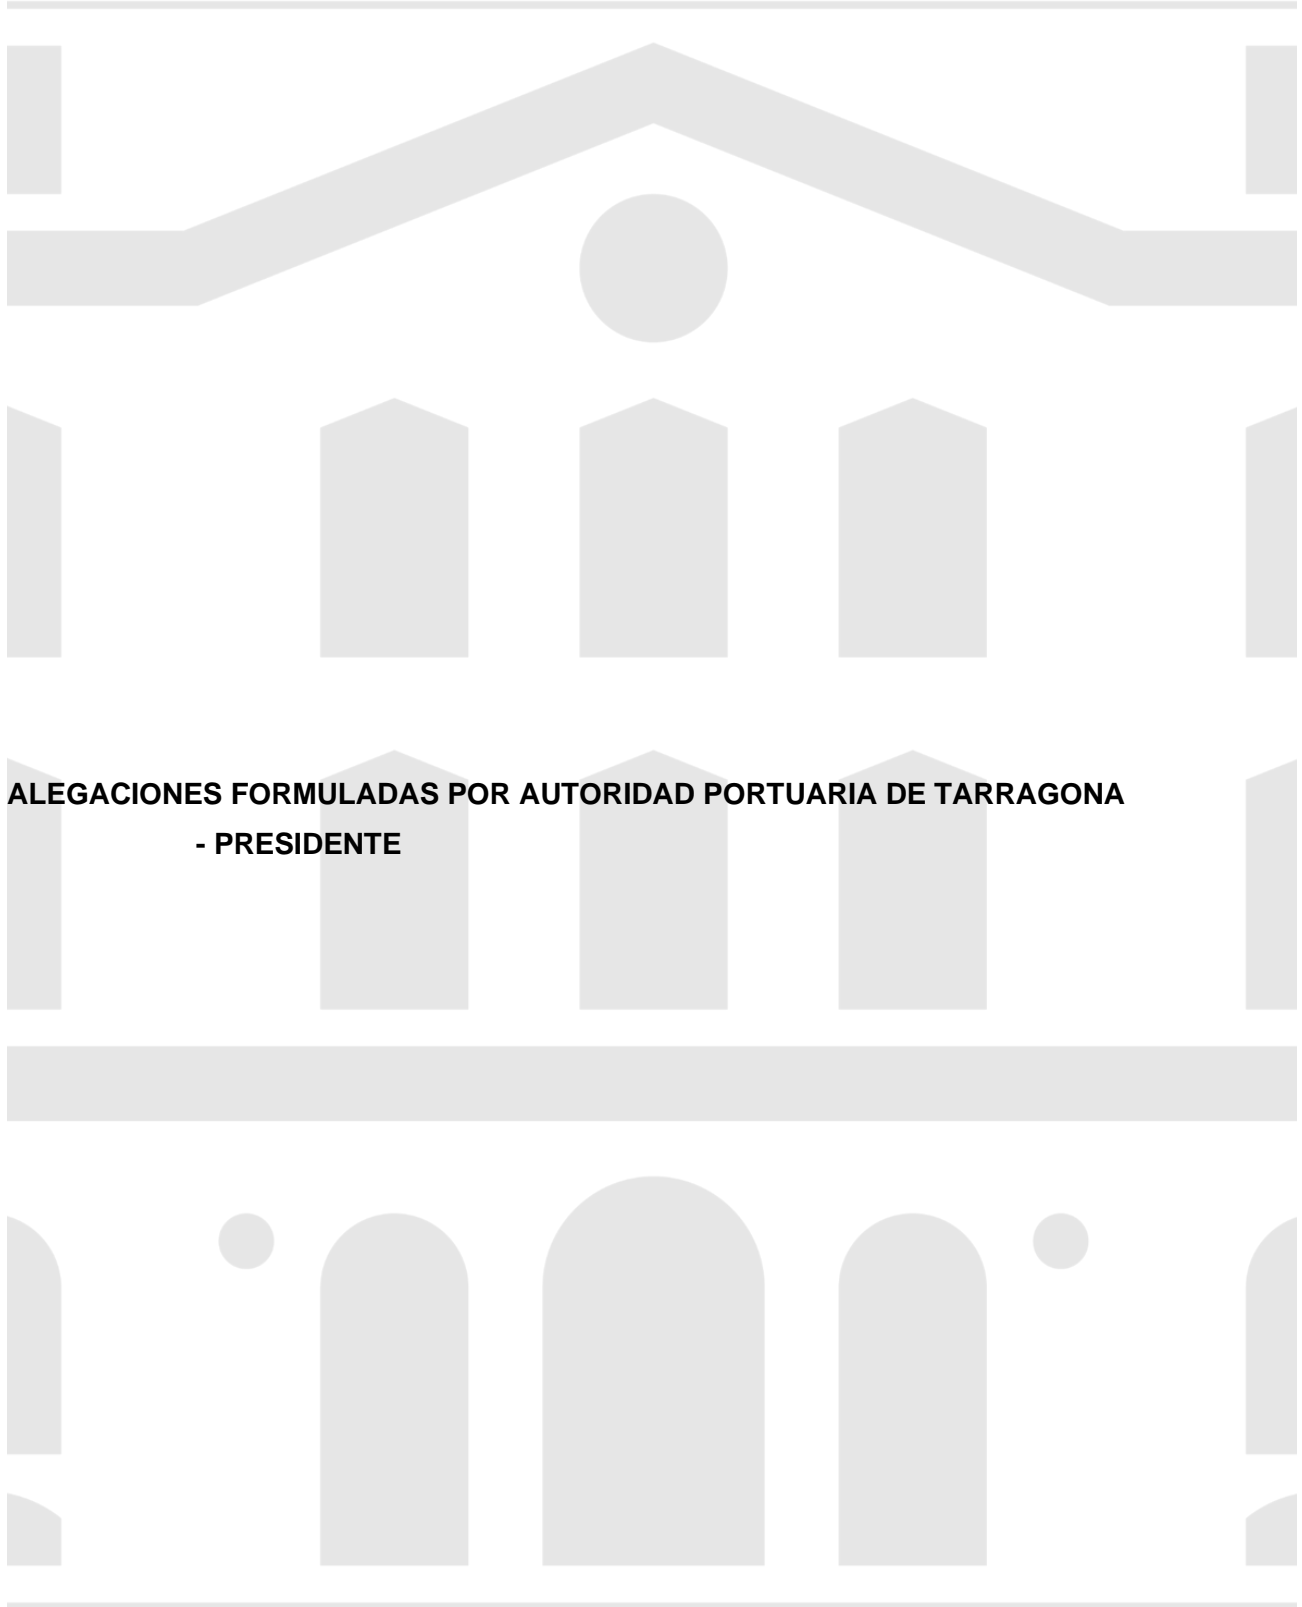 ALEGACIONES FORMULADAS POR AUTORIDAD PORTUARIA DE TARRAGONA
- PRESIDENTE